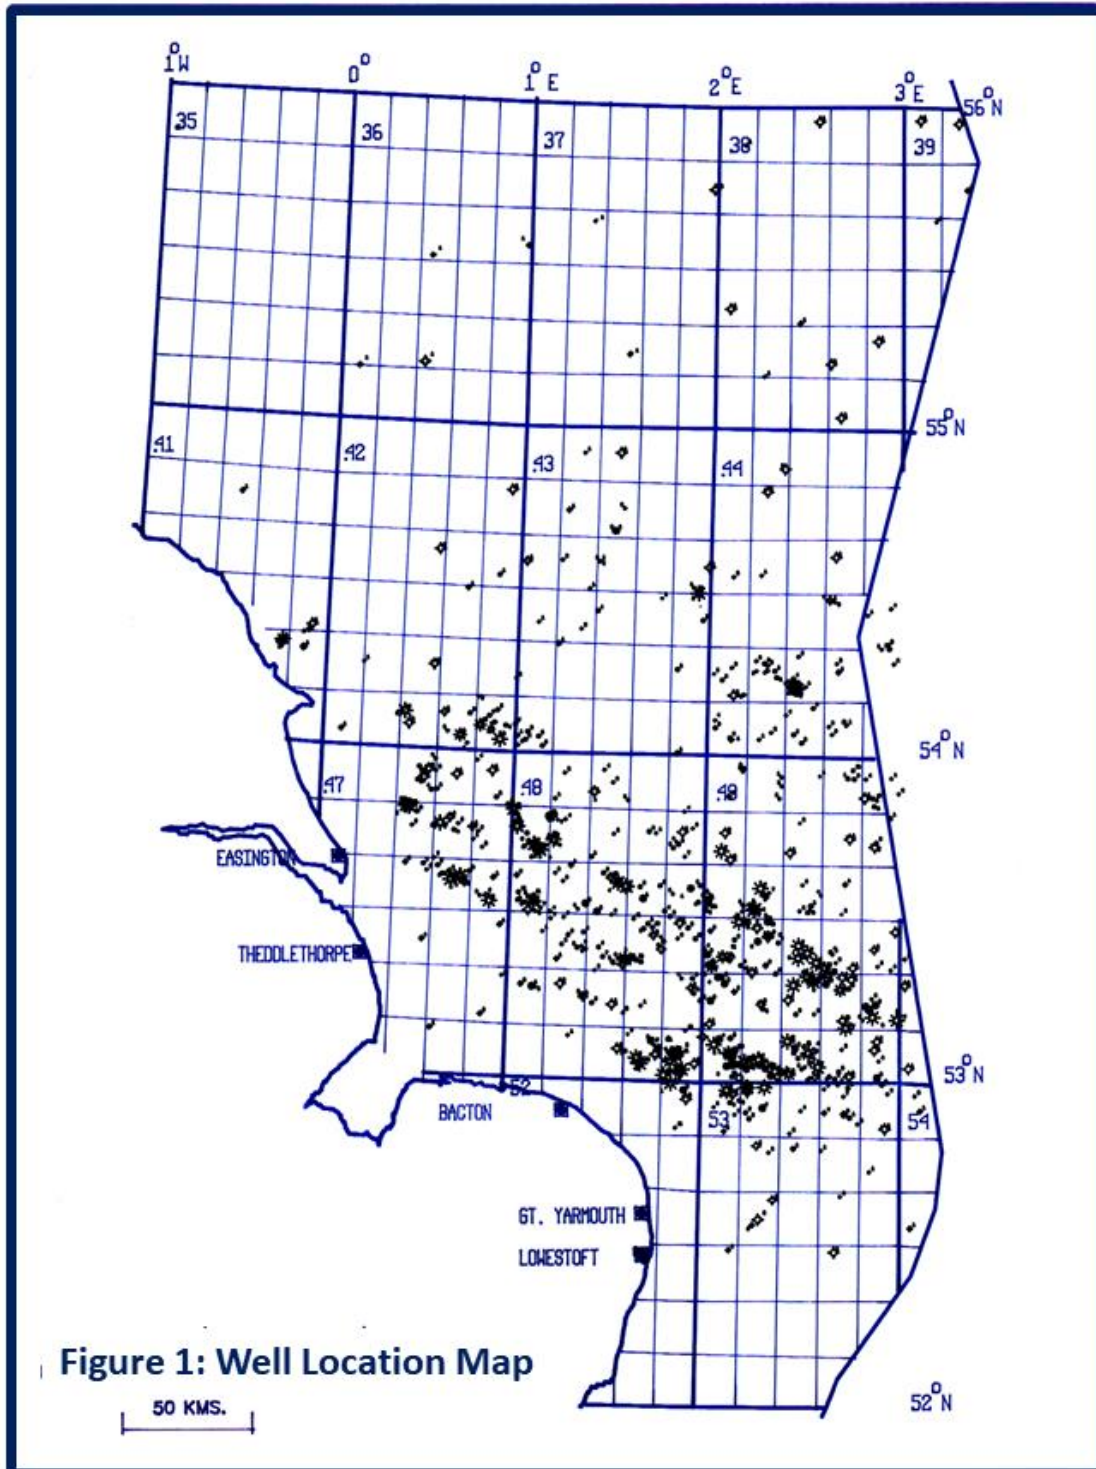 1°W
0°
1°E
2°E
3°E
56°N
35
36
37
38
39
55°N
41
42
43
44
54°N
47
48
49
EASINGTON
THEDDLETHORPE
53°N
52
BACTON
53
54
GT. YARMOUTH
LOWESTOFT
Figure 1: Well Location Map
50 KMS.
52°N